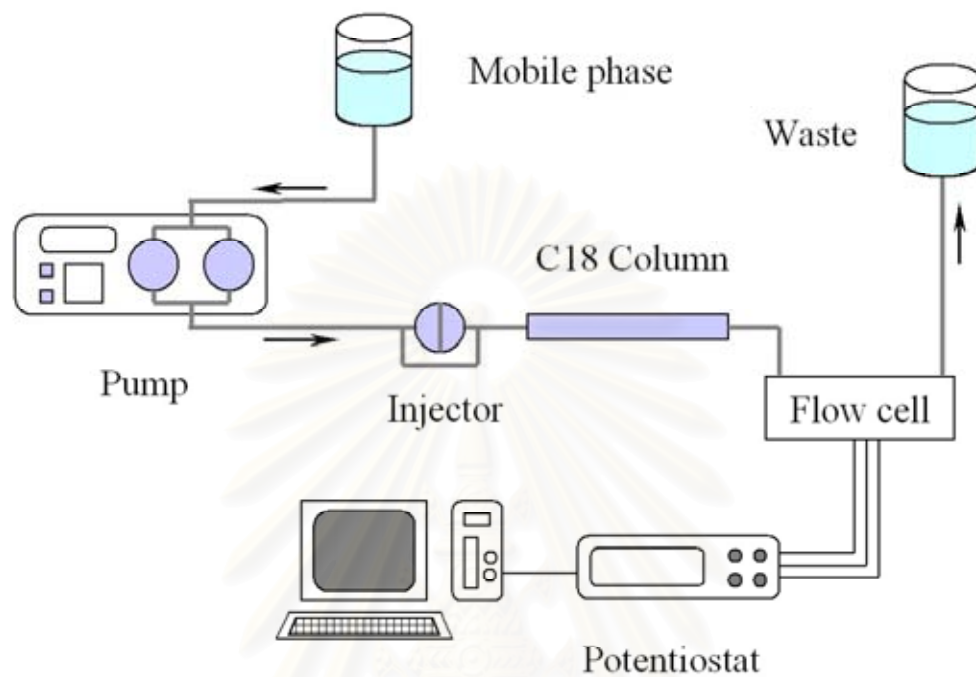 Mobile phase
Waste
C18 Column
Pump
Injector
Flow cell
Potentiostat